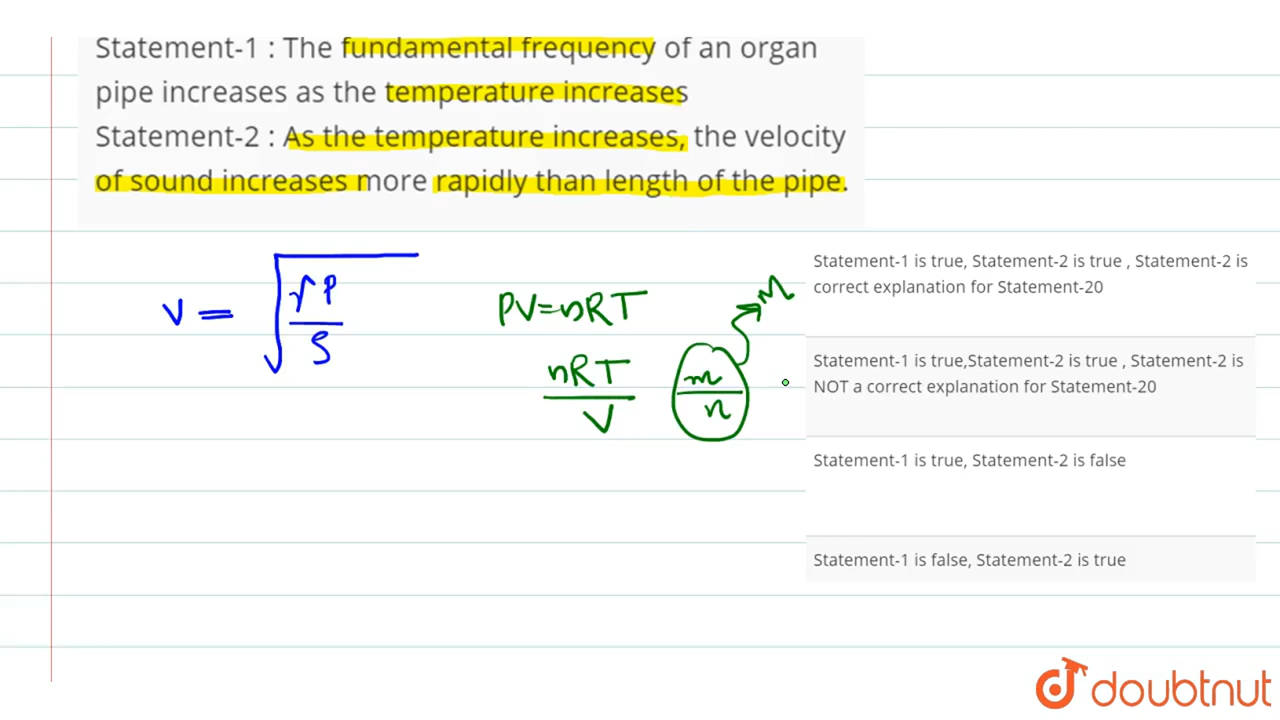 Statement-1 : The fundamental frequency of an organ
pipe increases as the temperature increases
Statement-2 : As the temperature increases, the velocity
of sound increases more rapidly than length of the pipe.
v = √(γP/ρ)
PV=nRT
nRT/V
m/n
M
Statement-1 is true, Statement-2 is true , Statement-2 is
correct explanation for Statement-20
Statement-1 is true,Statement-2 is true , Statement-2 is
NOT a correct explanation for Statement-20
Statement-1 is true, Statement-2 is false
Statement-1 is false, Statement-2 is true
doubtnut